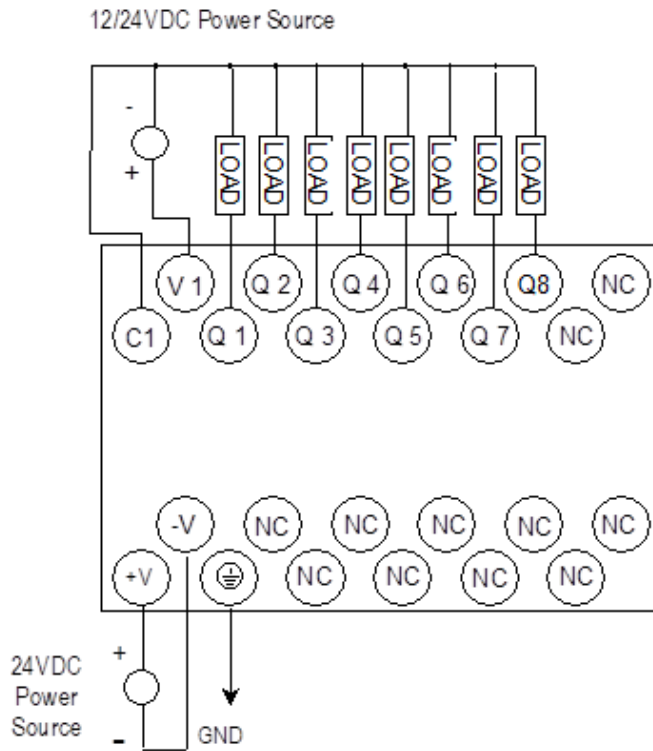 12/24VDC Power Source
-
+
LOAD LOAD LOAD LOAD LOAD LOAD LOAD LOAD
V 1 Q 2 Q 4 Q 6 Q8 NC
C1 Q 1 Q 3 Q 5 Q 7 NC
-V NC NC NC NC NC
+V NC NC NC NC
+
24VDC
Power
Source
-
GND